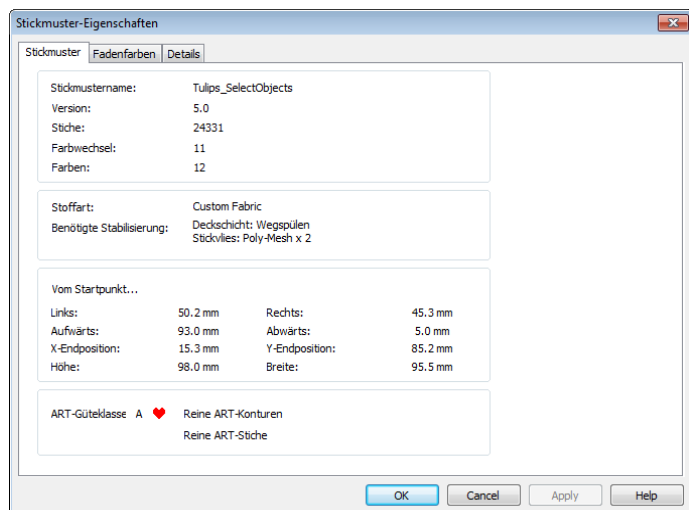 Stickmuster-Eigenschaften
Stickmuster Fadenfarben Details
Stickmustername: Tulips_SelectObjects
Version: 5.0
Stiche: 24331
Farbwechsel: 11
Farben: 12
Stoffart: Custom Fabric
Benötigte Stabilisierung: Deckschicht: Wegspülen
Stickvlies: Poly-Mesh x 2
Vom Startpunkt...
Links: 50.2 mm Rechts: 45.3 mm
Aufwärts: 93.0 mm Abwärts: 5.0 mm
X-Endposition: 15.3 mm Y-Endposition: 85.2 mm
Höhe: 98.0 mm Breite: 95.5 mm
ART-Güteklasse A Reine ART-Konturen
Reine ART-Stiche
OK Cancel Apply Help